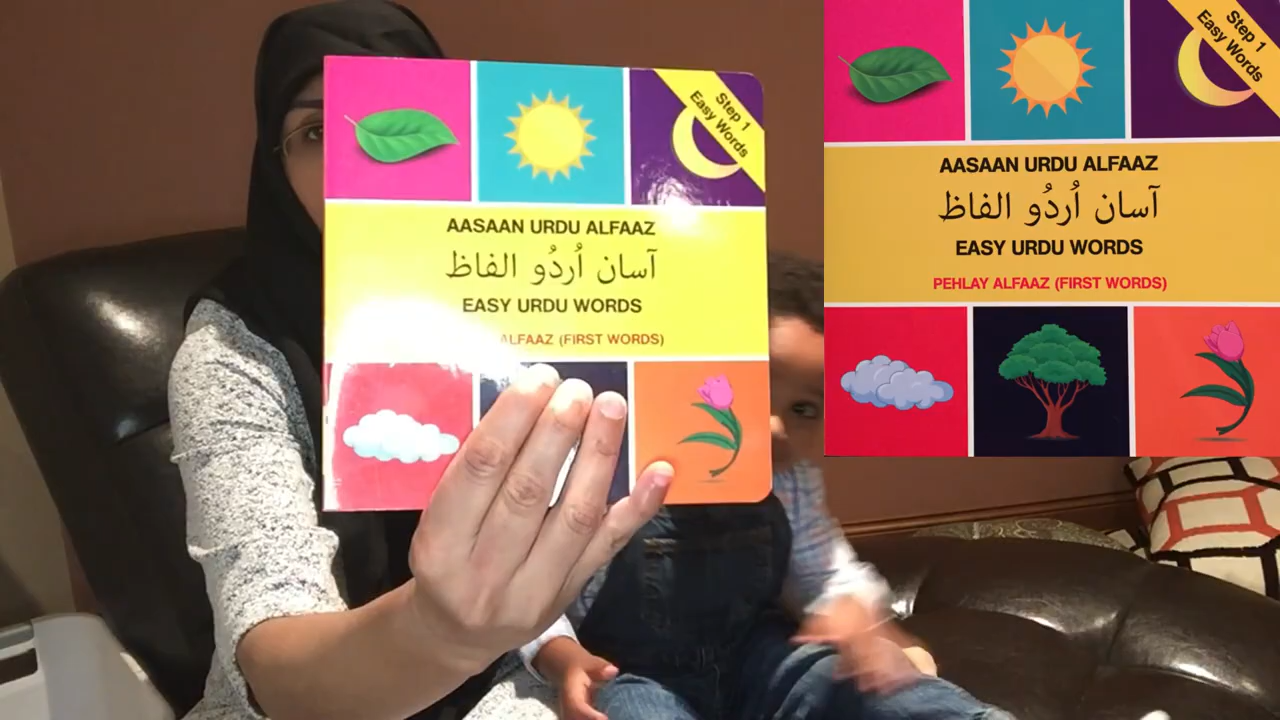 Step 1
Easy Words
AASAAN URDU ALFAAZ
آسان اُردُو الفاظ
EASY URDU WORDS
ALFAAZ (FIRST WORDS)
Step 1
Easy Words
AASAAN URDU ALFAAZ
آسان اُردُو الفاظ
EASY URDU WORDS
PEHLAY ALFAAZ (FIRST WORDS)